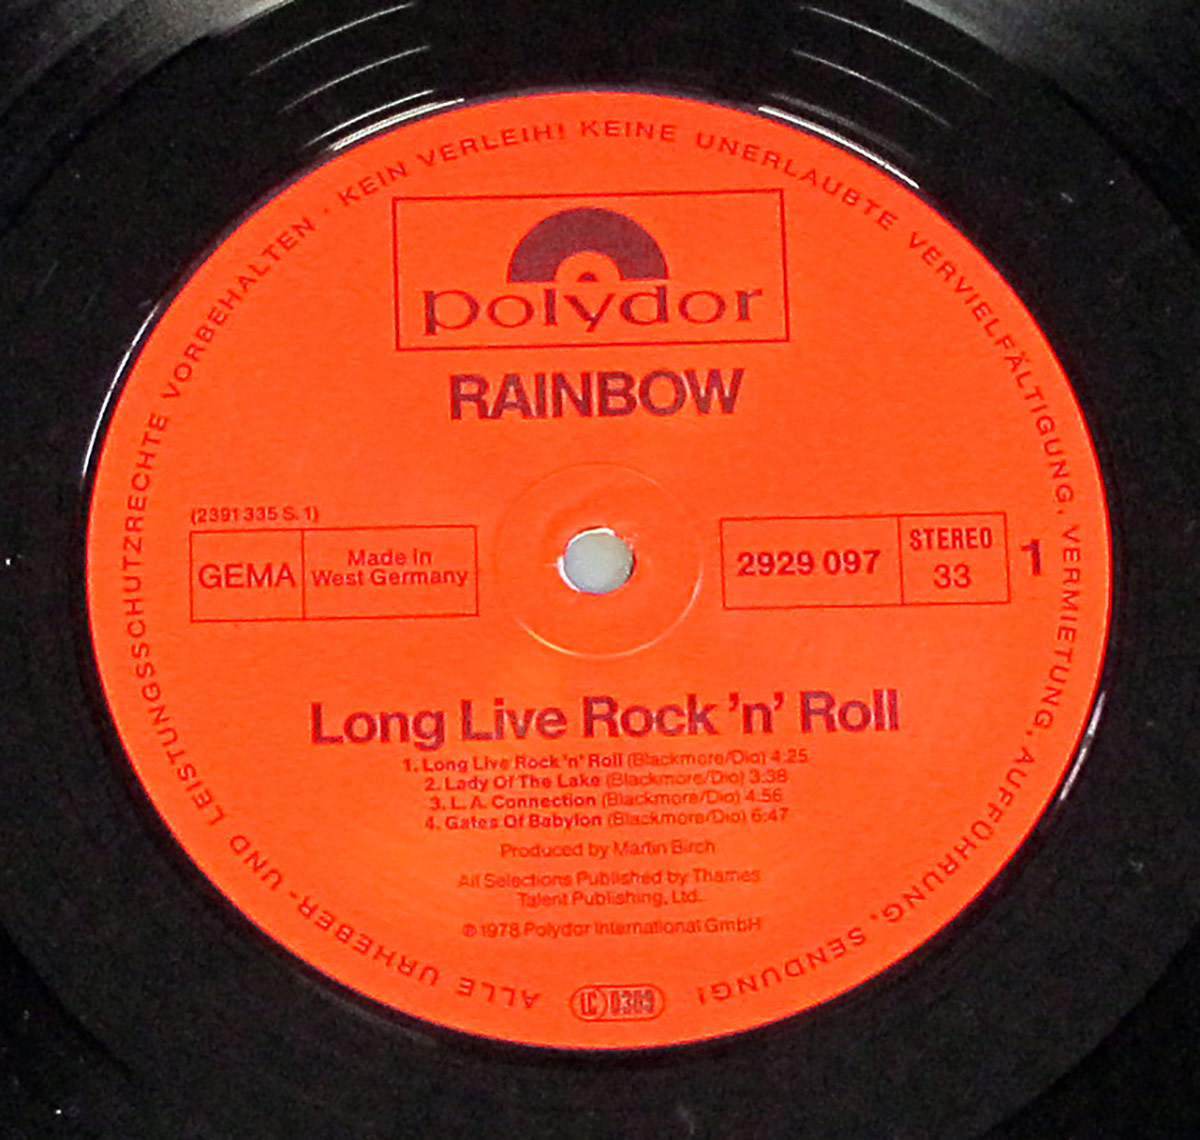 ALLE URHEBER- UND LEISTUNGSSCHUTZRECHTE VORBEHALTEN · KEIN VERLEIH! KEINE UNERLAUBTE VERVIELFÄLTIGUNG, VERMIETUNG, AUFFÜHRUNG, SENDUNG!
polydor
RAINBOW
(2391 335 S. 1)
GEMA
Made in
West Germany
2929 097
STEREO
33
1
Long Live Rock 'n' Roll
1. Long Live Rock 'n' Roll (Blackmore/Dio) 4:25
2. Lady Of The Lake (Blackmore/Dio) 3:38
3. L. A. Connection (Blackmore/Dio) 4:56
4. Gates Of Babylon (Blackmore/Dio) 6:47
Produced by Martin Birch
All Selections Published by Thames
Talent Publishing, Ltd.
℗ 1978 Polydor International GmbH
LC 0309